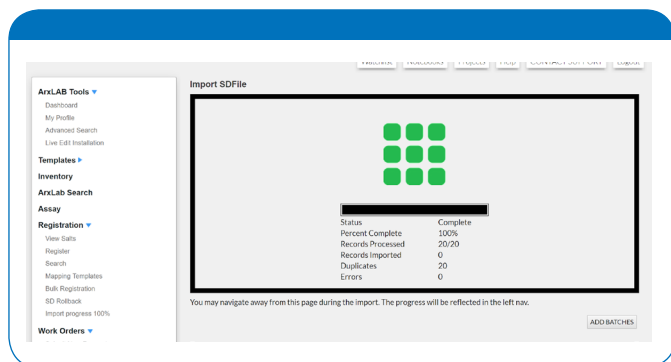 Watchlist Notebooks Projects Help CONTACT SUPPORT Logout
Import SDFile
ArxLAB Tools
Dashboard
My Profile
Advanced Search
Live Edit Installation
Templates
Inventory
ArxLab Search
Assay
Registration
View Salts
Register
Search
Mapping Templates
Bulk Registration
SD Rollback
Import progress 100%
Work Orders
Status Complete
Percent Complete 100%
Records Processed 20/20
Records Imported 0
Duplicates 20
Errors 0
You may navigate away from this page during the import. The progress will be reflected in the left nav.
ADD BATCHES